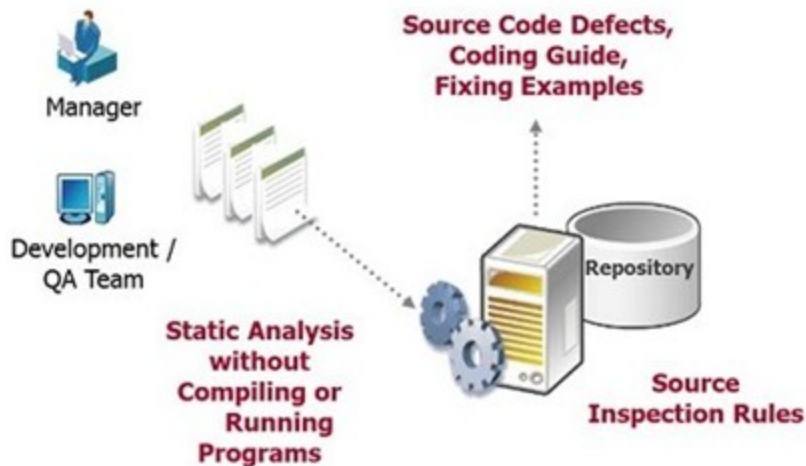 Manager
Development /
QA Team
Source Code Defects,
Coding Guide,
Fixing Examples
Repository
Static Analysis
without
Compiling or
Running
Programs
Source
Inspection Rules